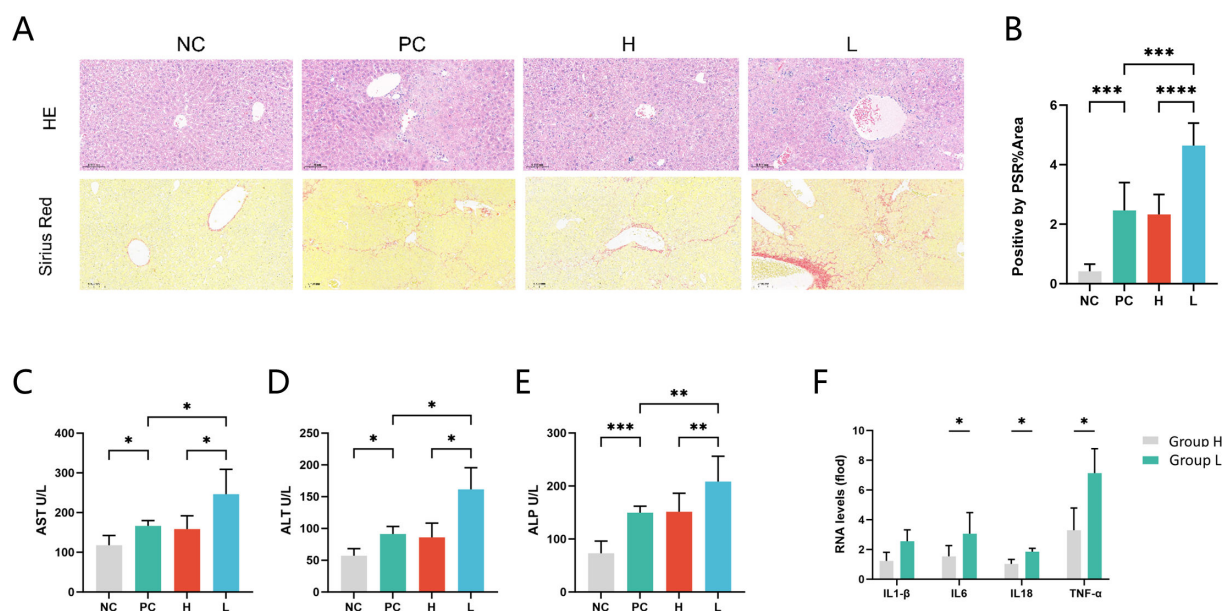 A
NC
PC
H
L
HE
Sirius Red
B
***
***
****
Positive by PSR%Area
6
4
2
0
NC
PC
H
L
C
*
*
*
AST U/L
400
300
200
100
0
NC
PC
H
L
D
*
*
*
ALT U/L
250
200
150
100
50
0
NC
PC
H
L
E
**
***
**
ALP U/L
300
200
100
0
NC
PC
H
L
F
*
*
*
RNA levels (flod)
10
8
6
4
2
0
IL1-β
IL6
IL18
TNF-α
Group H
Group L